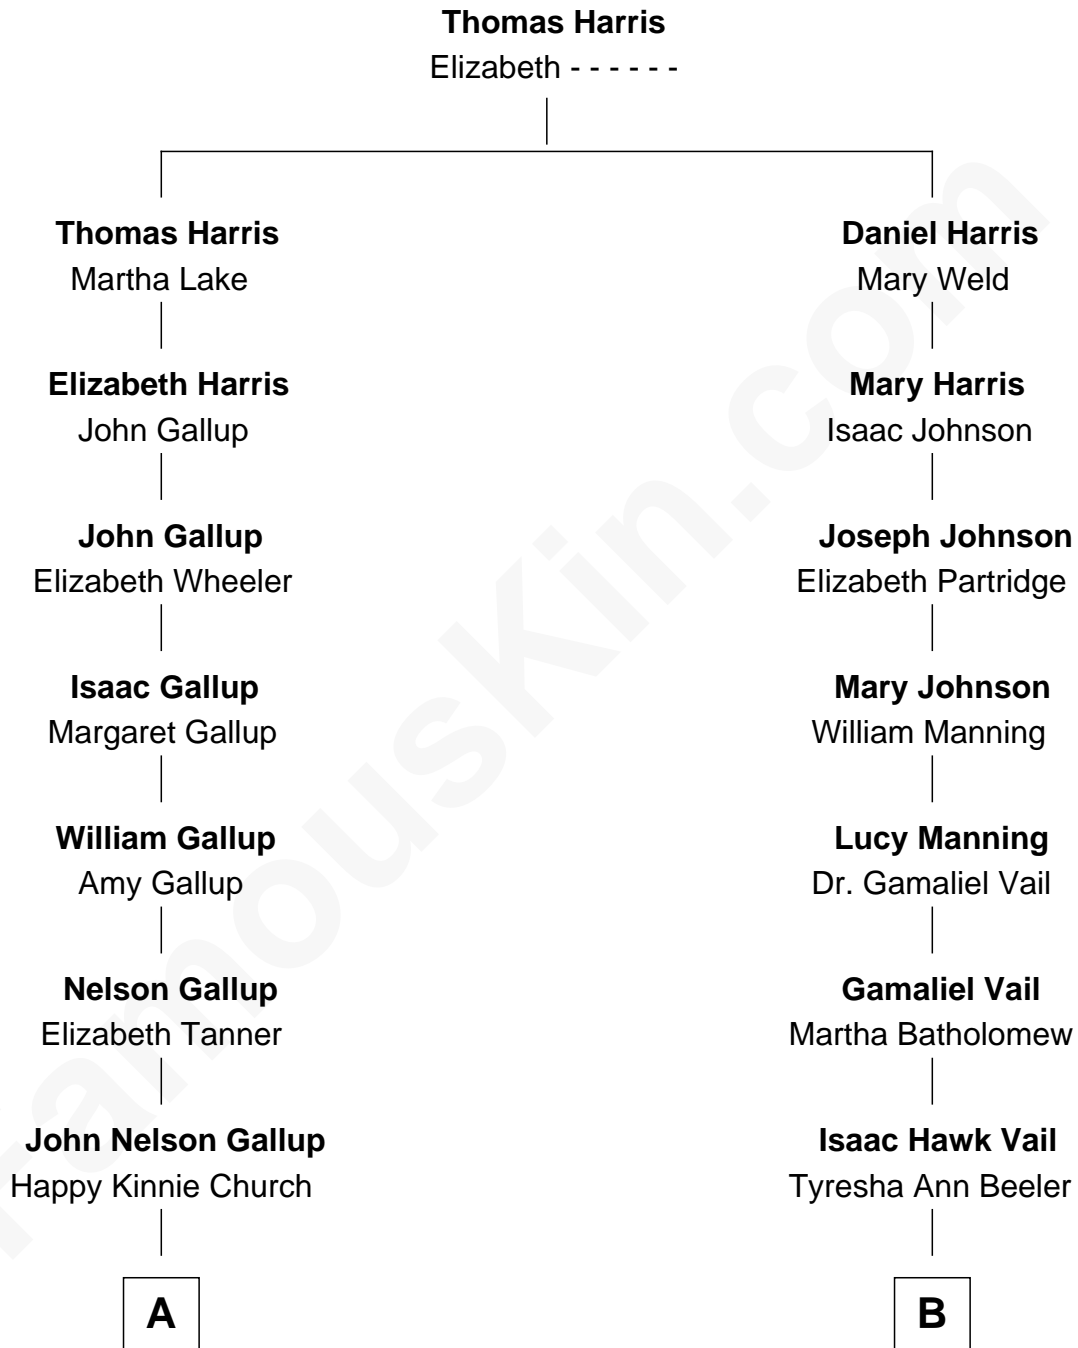 Thomas Harris
Elizabeth - - - - - -
Thomas Harris
Martha Lake
Daniel Harris
Mary Weld
Elizabeth Harris
John Gallup
Mary Harris
Isaac Johnson
John Gallup
Elizabeth Wheeler
Joseph Johnson
Elizabeth Partridge
Isaac Gallup
Margaret Gallup
Mary Johnson
William Manning
William Gallup
Amy Gallup
Lucy Manning
Dr. Gamaliel Vail
Nelson Gallup
Elizabeth Tanner
Gamaliel Vail
Martha Batholomew
John Nelson Gallup
Happy Kinnie Church
Isaac Hawk Vail
Tyresha Ann Beeler
A
B
FamousKin.com